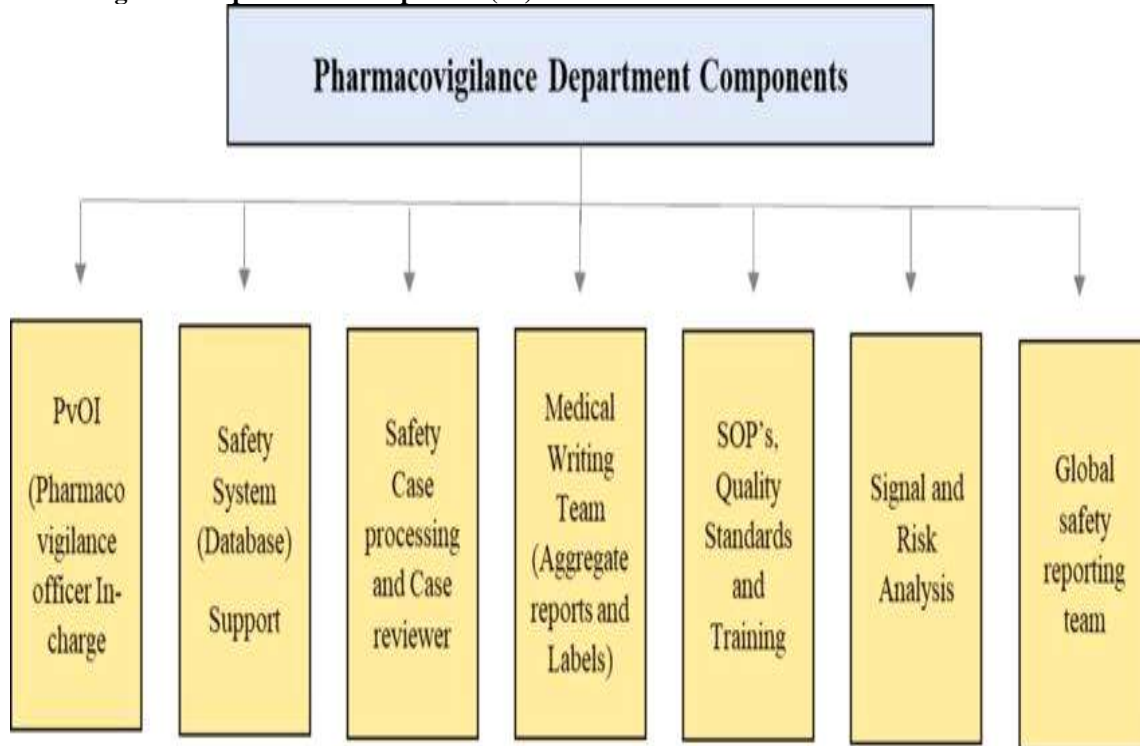 Pharmacovigilance Department Components
PvOI
(Pharmaco
vigilance
officer In-
charge
Safety
System
(Database)
Support
Safety
Case
processing
and Case
reviewer
Medical
Writing
Team
(Aggregate
reports and
Labels)
SOP's,
Quality
Standards
and
Training
Signal and
Risk
Analysis
Global
safety
reporting
team